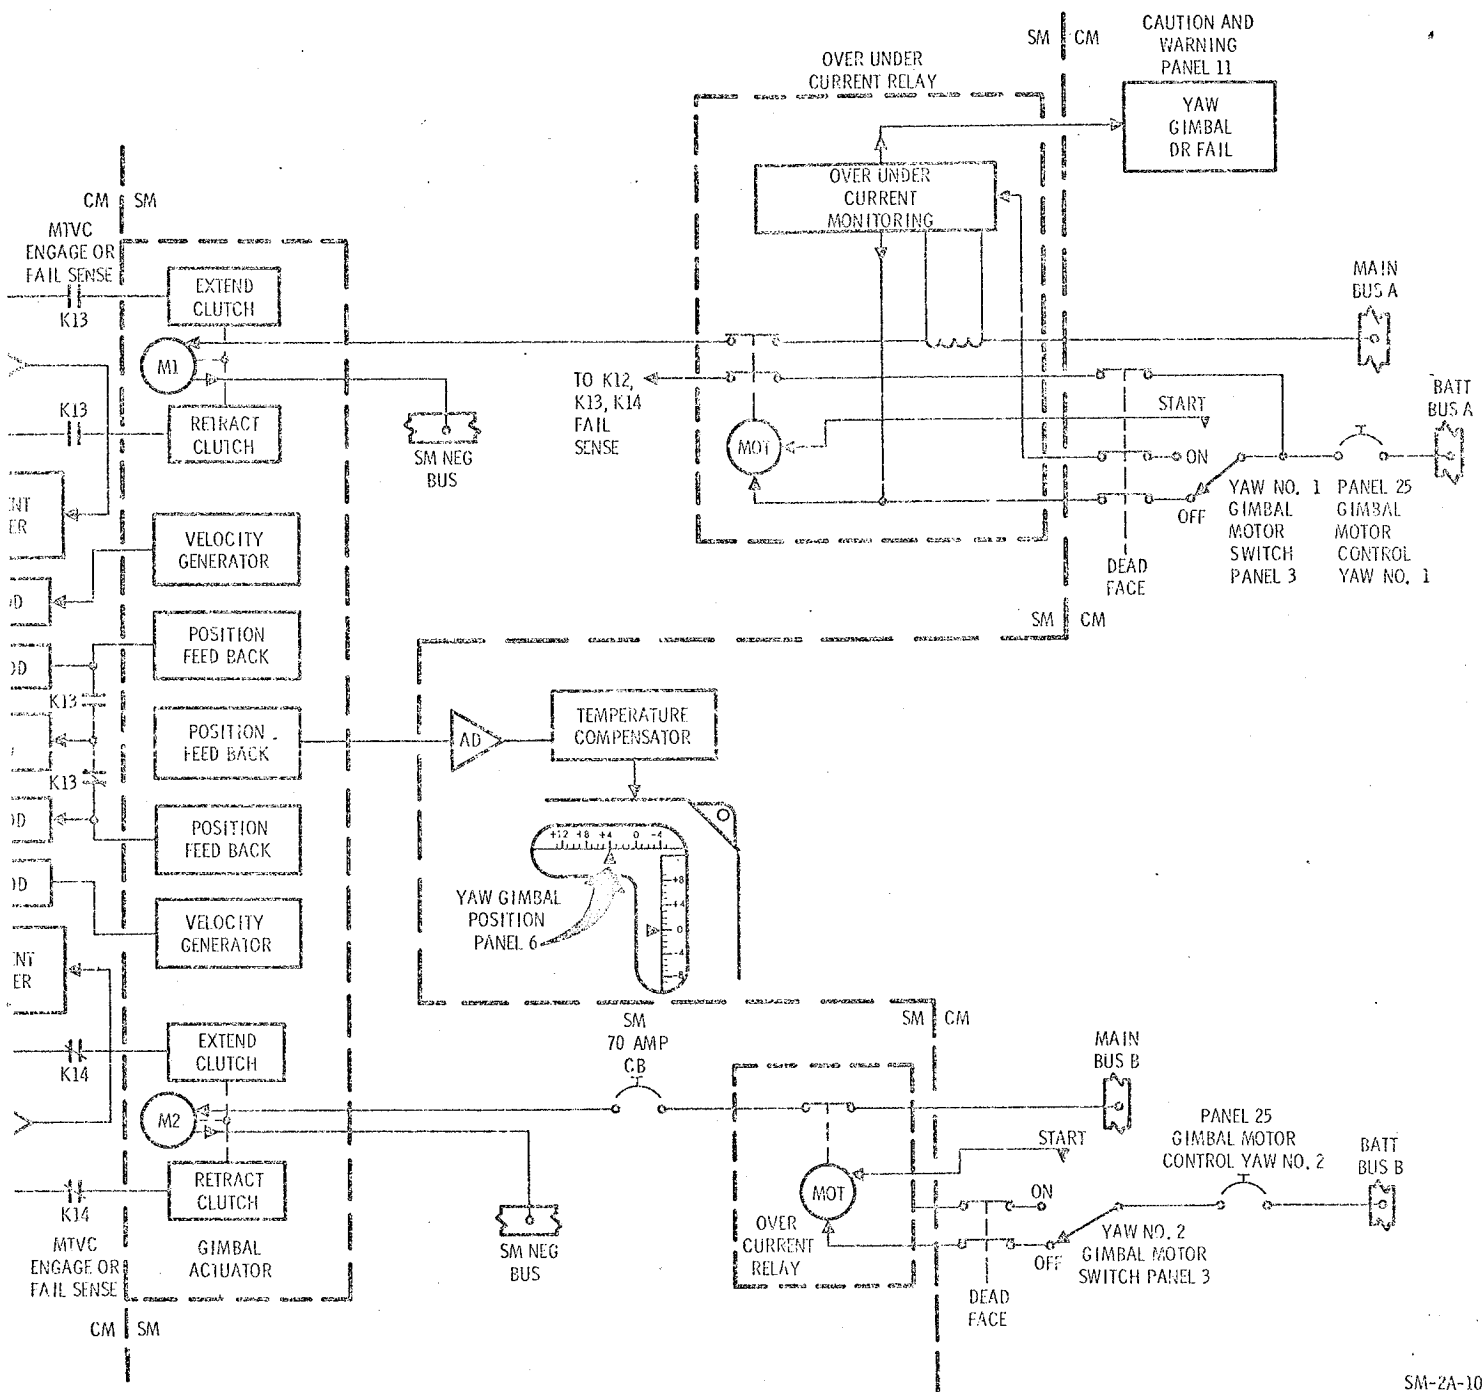 SM CM
CAUTION AND
WARNING
PANEL 11
OVER UNDER
CURRENT RELAY
YAW
GIMBAL
DR FAIL
OVER UNDER
CURRENT
MONITORING
CM SM
MTVC
ENGAGE OR
FAIL SENSE
K13
EXTEND
CLUTCH
M1
K13
RETRACT
CLUTCH
SM NEG
BUS
TO K12,
K13, K14
FAIL
SENSE
MOT
MAIN
BUS A
BATT
BUS A
START
ON
OFF
YAW NO. 1
GIMBAL
MOTOR
SWITCH
PANEL 3
PANEL 25
GIMBAL
MOTOR
CONTROL
YAW NO. 1
DEAD
FACE
SM CM
NT
ER
VELOCITY
GENERATOR
D
POSITION
FEED BACK
D
K13
POSITION
FEED BACK
K13
D
POSITION
FEED BACK
D
VELOCITY
GENERATOR
NT
ER
AD
TEMPERATURE
COMPENSATOR
+12 +8 +4 0 -4
+8
+4
0
-4
-8
YAW GIMBAL
POSITION
PANEL 6
SM
70 AMP
CB
SM CM
K14
EXTEND
CLUTCH
M2
K14
RETRACT
CLUTCH
MTVC
ENGAGE OR
FAIL SENSE
GIMBAL
ACTUATOR
CM SM
SM NEG
BUS
MAIN
BUS B
START
MOT
OVER
CURRENT
RELAY
ON
OFF
DEAD
FACE
YAW NO. 2
GIMBAL MOTOR
SWITCH PANEL 3
PANEL 25
GIMBAL MOTOR
CONTROL YAW NO. 2
BATT
BUS B
SM-2A-10